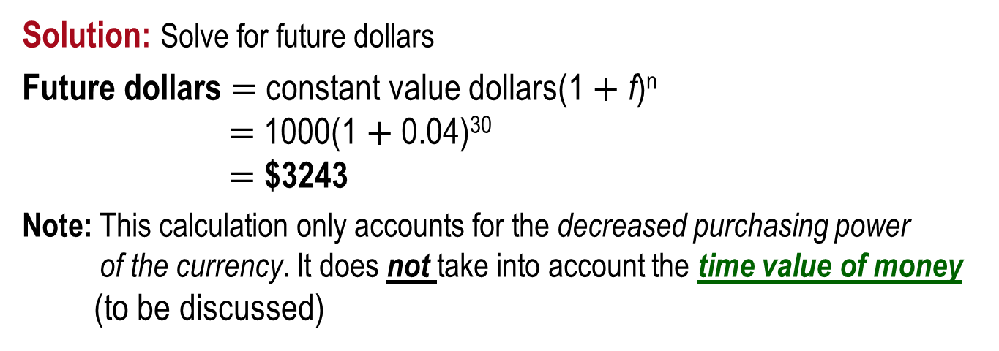 Solution: Solve for future dollars
Future dollars = constant value dollars(1 + f)ⁿ
= 1000(1 + 0.04)³⁰
= $3243
Note: This calculation only accounts for the decreased purchasing power
of the currency. It does not take into account the time value of money
(to be discussed)